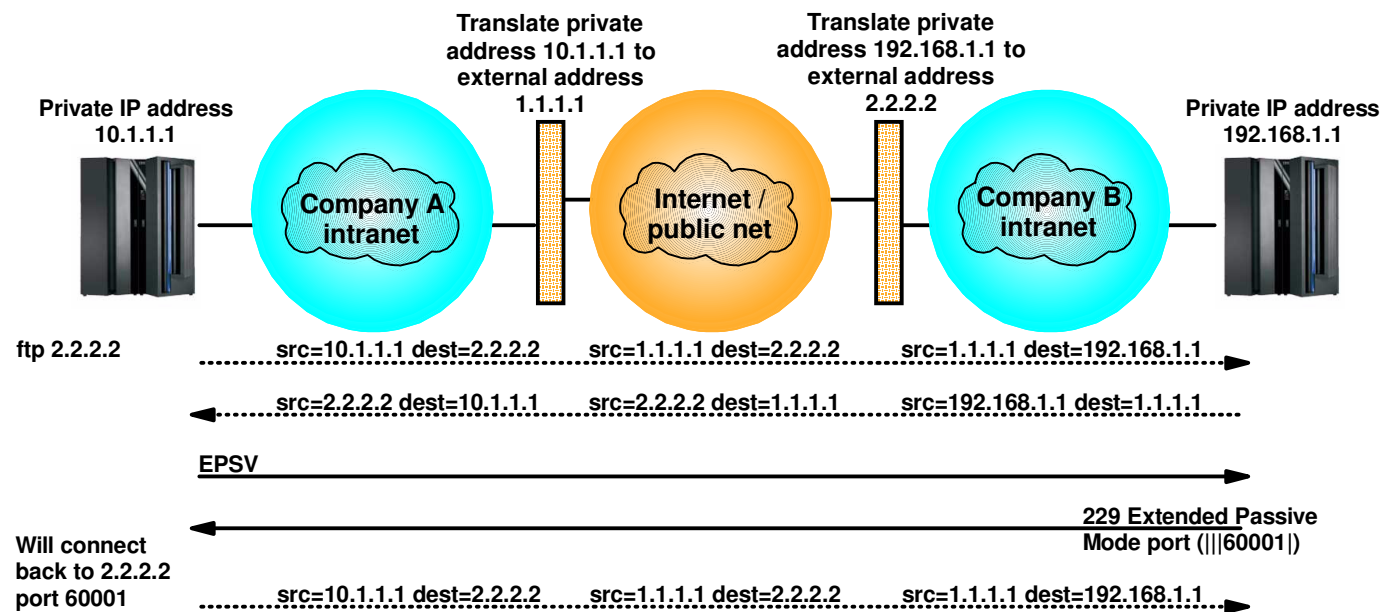 Translate private
address 10.1.1.1 to
external address
1.1.1.1
Translate private
address 192.168.1.1 to
external address
2.2.2.2
Private IP address
10.1.1.1
Private IP address
192.168.1.1
Company A
intranet
Internet /
public net
Company B
intranet
ftp 2.2.2.2
src=10.1.1.1 dest=2.2.2.2
src=1.1.1.1 dest=2.2.2.2
src=1.1.1.1 dest=192.168.1.1
src=2.2.2.2 dest=10.1.1.1
src=2.2.2.2 dest=1.1.1.1
src=192.168.1.1 dest=1.1.1.1
EPSV
229 Extended Passive
Mode port (|||60001|)
Will connect
back to 2.2.2.2
port 60001
src=10.1.1.1 dest=2.2.2.2
src=1.1.1.1 dest=2.2.2.2
src=1.1.1.1 dest=192.168.1.1